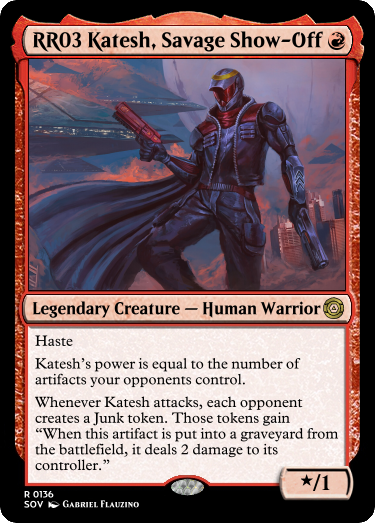 RR03 Katesh, Savage Show-Off
Legendary Creature — Human Warrior
Haste
Katesh's power is equal to the number of
artifacts your opponents control.
Whenever Katesh attacks, each opponent
creates a Junk token. Those tokens gain
“When this artifact is put into a graveyard from
the battlefield, it deals 2 damage to its
controller.”
★/1
R 0136
SOV Gabriel Flauzino